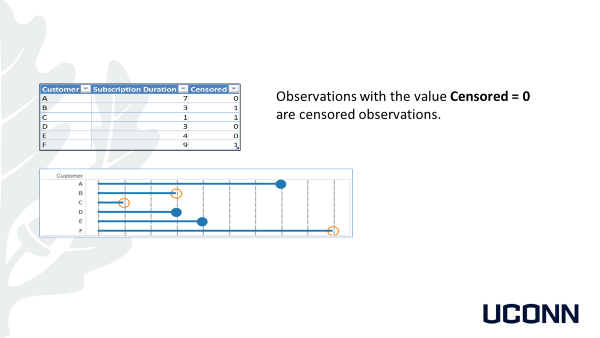 Customer Subscription Duration Censored
A 7 0
B 3 1
C 1 1
D 3 0
E 4 0
F 9 1
Observations with the value Censored = 0
are censored observations.
Customer
A
B
C
D
E
F
UCONN